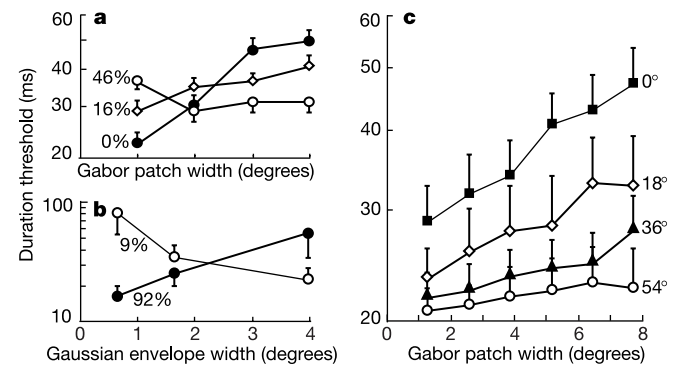 a
60
40
30
20
46%
16%
0%
Gabor patch width (degrees)
Duration threshold (ms)
b
100
10
9%
92%
0 1 2 3 4
Gaussian envelope width (degrees)
c
60
50
40
30
20
0°
18°
36°
54°
0 2 4 6 8
Gabor patch width (degrees)